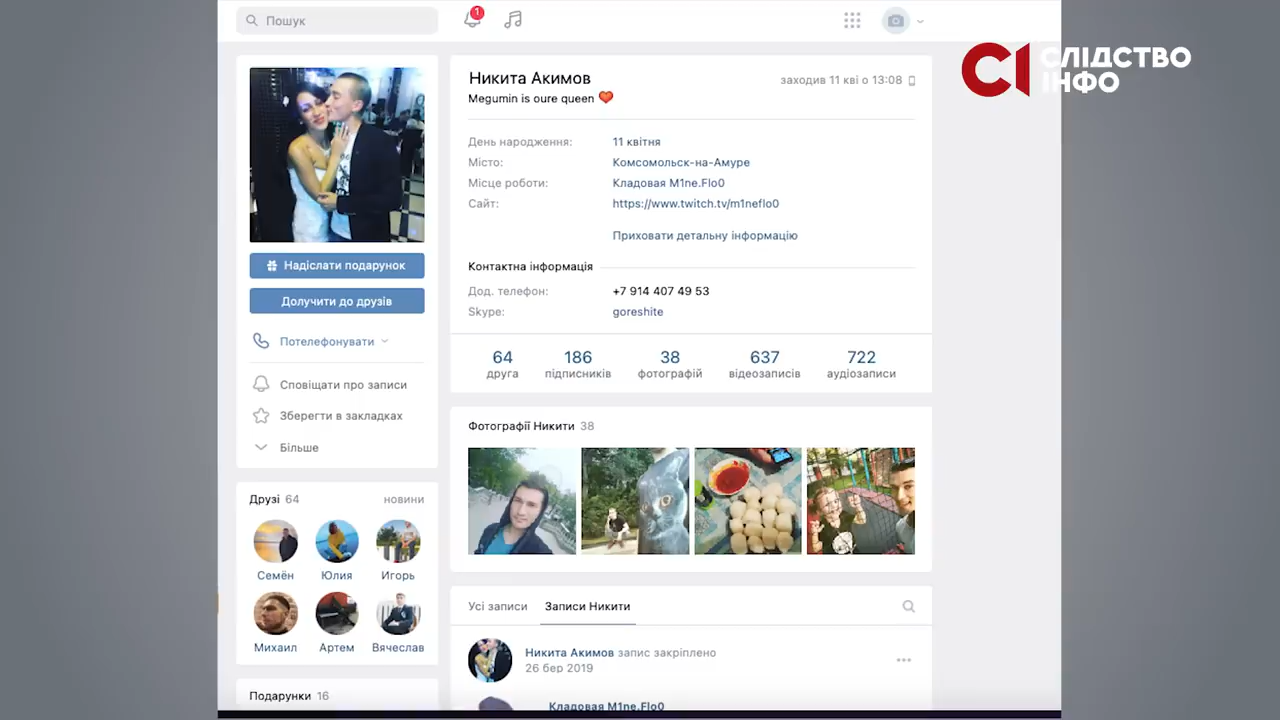 Пошук
1
СЛІДСТВО
ІНФО
Никита Акимов
заходив 11 кві о 13:08
Megumin is oure queen ❤️
День народження: 11 квітня
Місто: Комсомольск-на-Амуре
Місце роботи: Кладовая M1ne.Flo0
Сайт: https://www.twitch.tv/m1neflo0
Приховати детальну інформацію
Контактна інформація
Дод. телефон: +7 914 407 49 53
Skype: goreshite
64 186 38 637 722
друга підписників фотографій відеозаписів аудіозаписи
Надіслати подарунок
Долучити до друзів
Потелефонувати
Сповіщати про записи
Зберегти в закладках
Більше
Фотографії Никити 38
Друзі 64 новини
Семён Юлия Игорь
Михаил Артем Вячеслав
Подарунки 16
Усі записи Записи Никити
Никита Акимов запис закріплено
26 бер 2019
Кладовая M1ne.Flo0